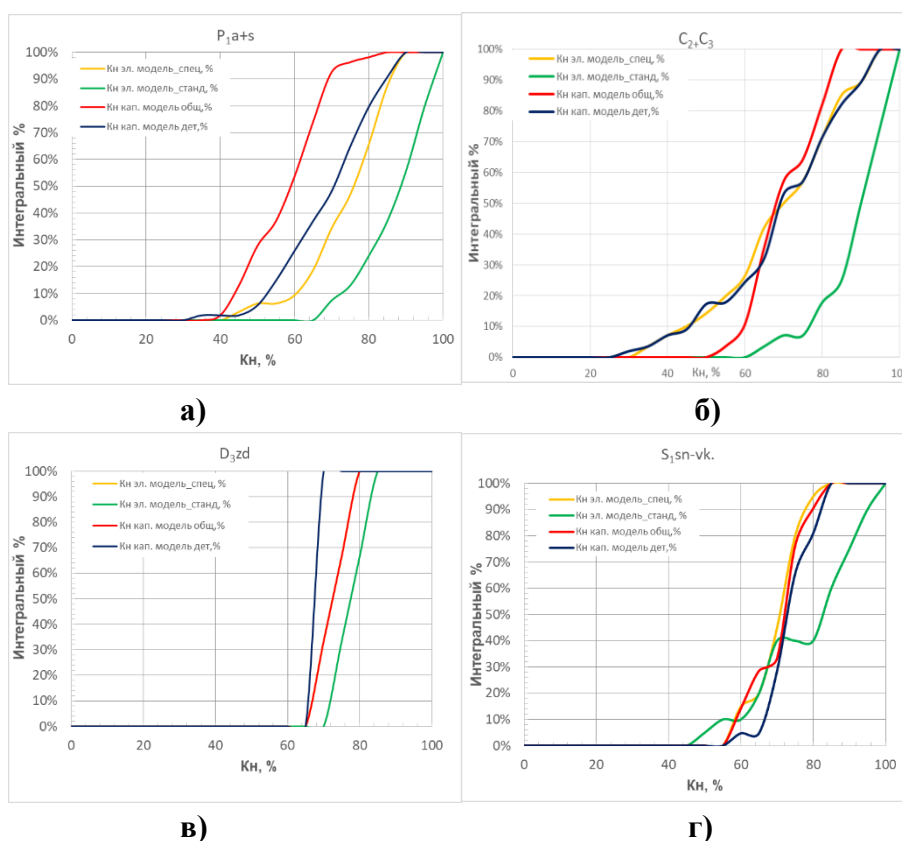 P₁a+s
Кн эл. модель_спец, %
Кн эл. модель_станд, %
Кн кап. модель общ,%
Кн кап. модель дет,%
Интегральный %
100%
90%
80%
70%
60%
50%
40%
30%
20%
10%
0%
0 20 40 60 80 100
Кн, %
а)
C₂+C₃
Кн эл. модель_спец, %
Кн эл. модель_станд, %
Кн кап. модель общ,%
Кн кап. модель дет,%
Интегральный %
100%
90%
80%
70%
60%
50%
40%
30%
20%
10%
0%
0 20 40 60 80 100
Кн, %
б)
D₃zd
Кн эл. модель_спец, %
Кн эл. модель_станд, %
Кн кап. модель общ,%
Кн кап. модель дет,%
Интегральный %
100%
90%
80%
70%
60%
50%
40%
30%
20%
10%
0%
0 20 40 60 80 100
Кн, %
в)
S₁sn-vk.
Кн эл. модель_спец, %
Кн эл. модель_станд, %
Кн кап. модель общ,%
Кн кап. модель дет,%
Интегральный %
100%
90%
80%
70%
60%
50%
40%
30%
20%
10%
0%
0 20 40 60 80 100
Кн, %
г)